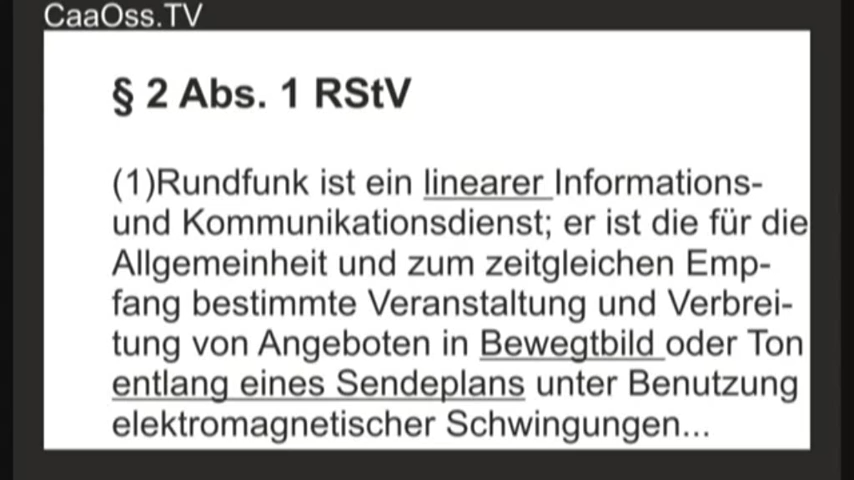 CaaOss.TV
§ 2 Abs. 1 RStV
(1)Rundfunk ist ein linearer Informations-
und Kommunikationsdienst; er ist die für die
Allgemeinheit und zum zeitgleichen Emp-
fang bestimmte Veranstaltung und Verbrei-
tung von Angeboten in Bewegtbild oder Ton
entlang eines Sendeplans unter Benutzung
elektromagnetischer Schwingungen...